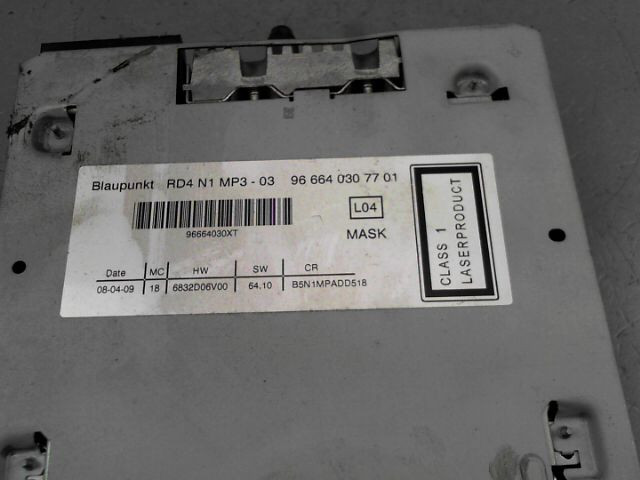 Blaupunkt RD4 N1 MP3 - 03 96 664 030 77 01
96664030XT
L04
MASK
CLASS 1
LASERPRODUCT
Date MC HW SW CR
08-04-09 18 6832D06V00 64.10 B5N1MPADD518